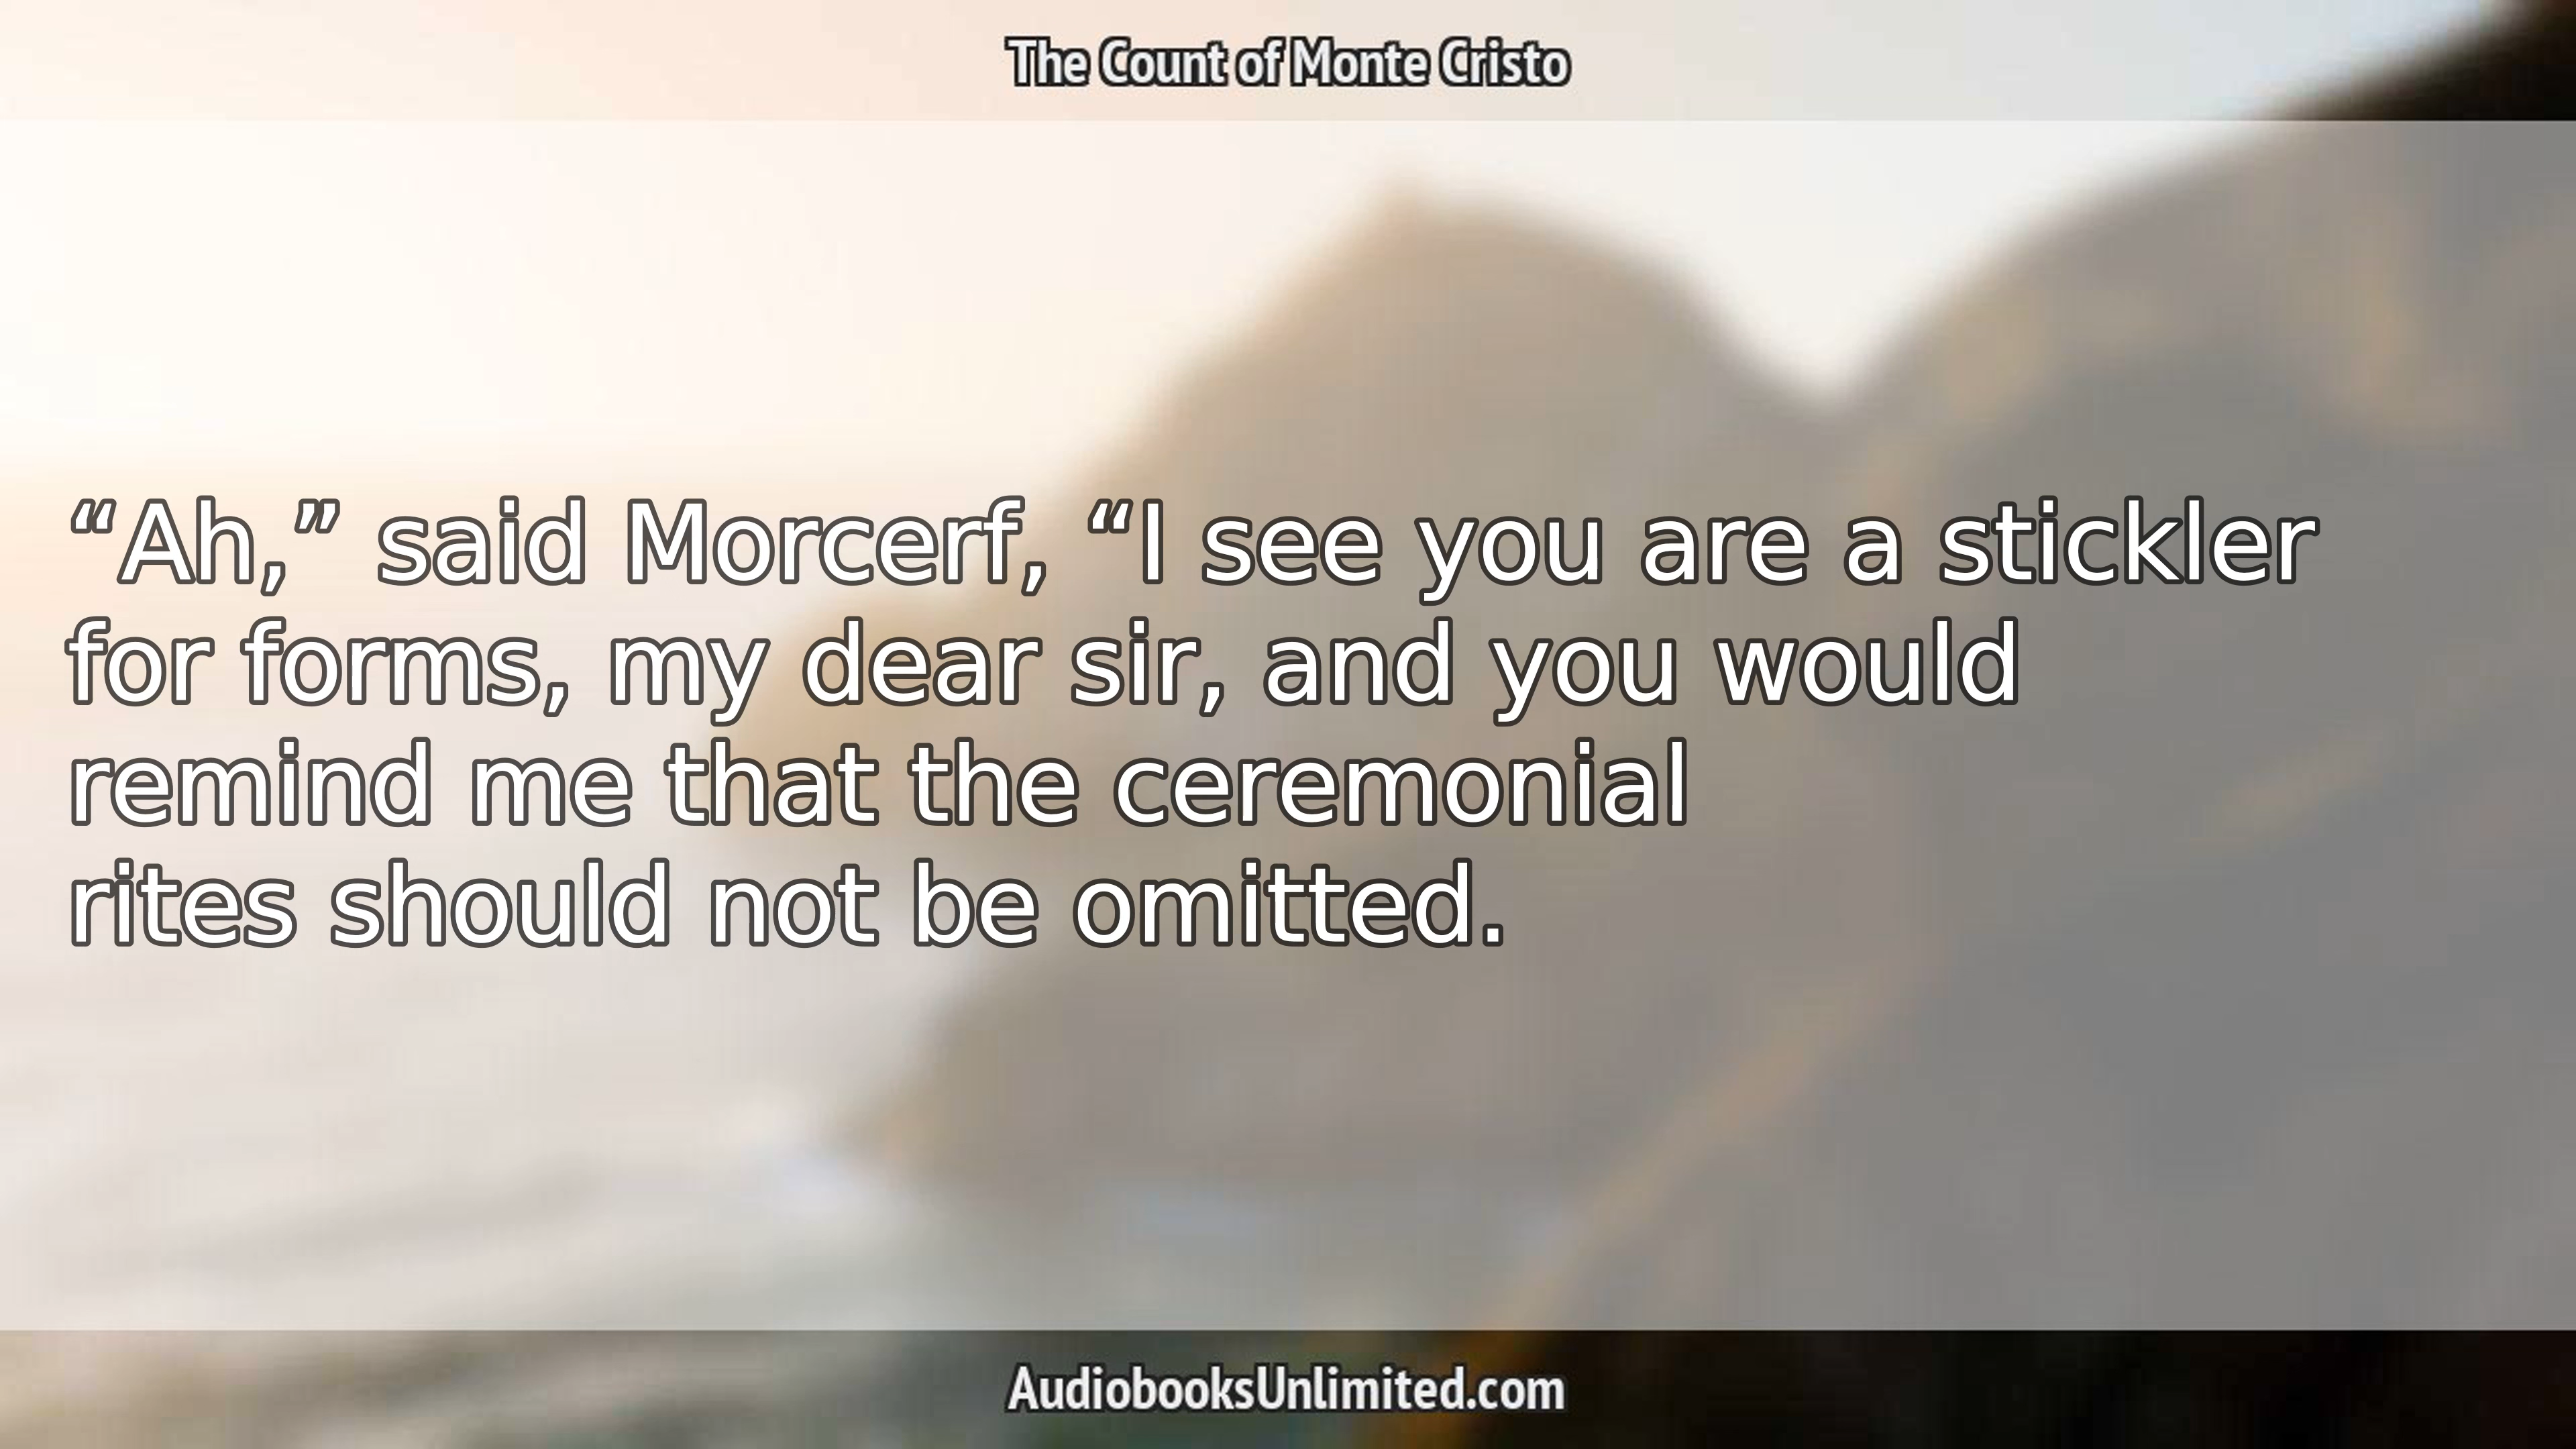 The Count of Monte Cristo
“Ah,” said Morcerf, “I see you are a stickler
for forms, my dear sir, and you would
remind me that the ceremonial
rites should not be omitted.
AudiobooksUnlimited.com